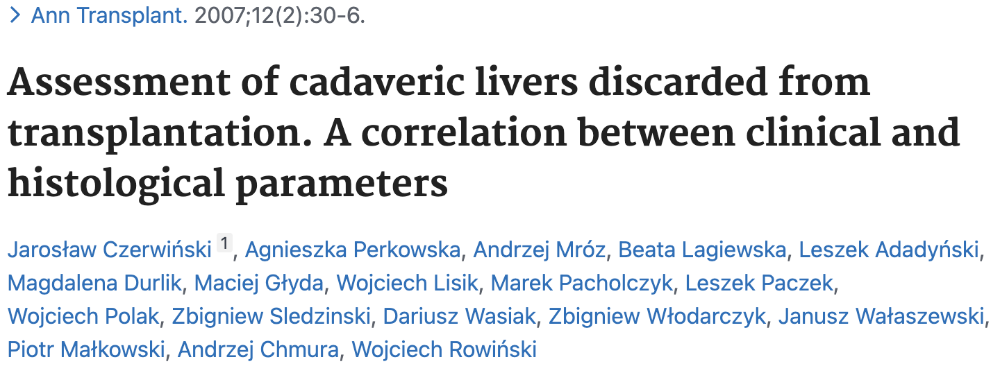 > Ann Transplant. 2007;12(2):30-6.
Assessment of cadaveric livers discarded from
transplantation. A correlation between clinical and
histological parameters
Jarosław Czerwiński 1, Agnieszka Perkowska, Andrzej Mróz, Beata Lagiewska, Leszek Adadyński,
Magdalena Durlik, Maciej Głyda, Wojciech Lisik, Marek Pacholczyk, Leszek Paczek,
Wojciech Polak, Zbigniew Sledzinski, Dariusz Wasiak, Zbigniew Włodarczyk, Janusz Wałaszewski,
Piotr Małkowski, Andrzej Chmura, Wojciech Rowiński